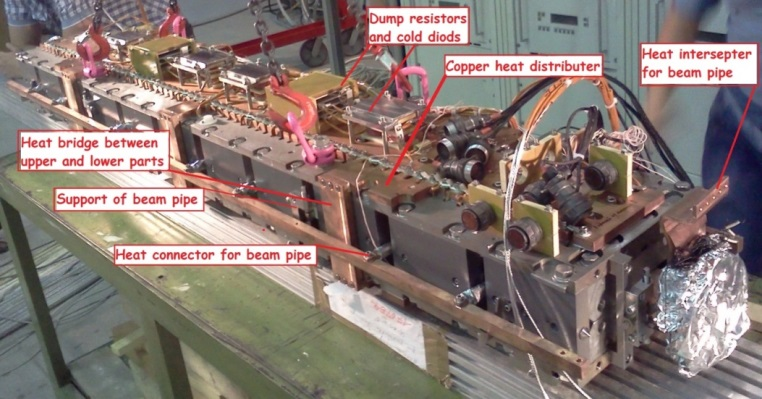 Dump resistors
and cold diods
Copper heat distributer
Heat intersepter
for beam pipe
Heat bridge between
upper and lower parts
Support of beam pipe
Heat connector for beam pipe